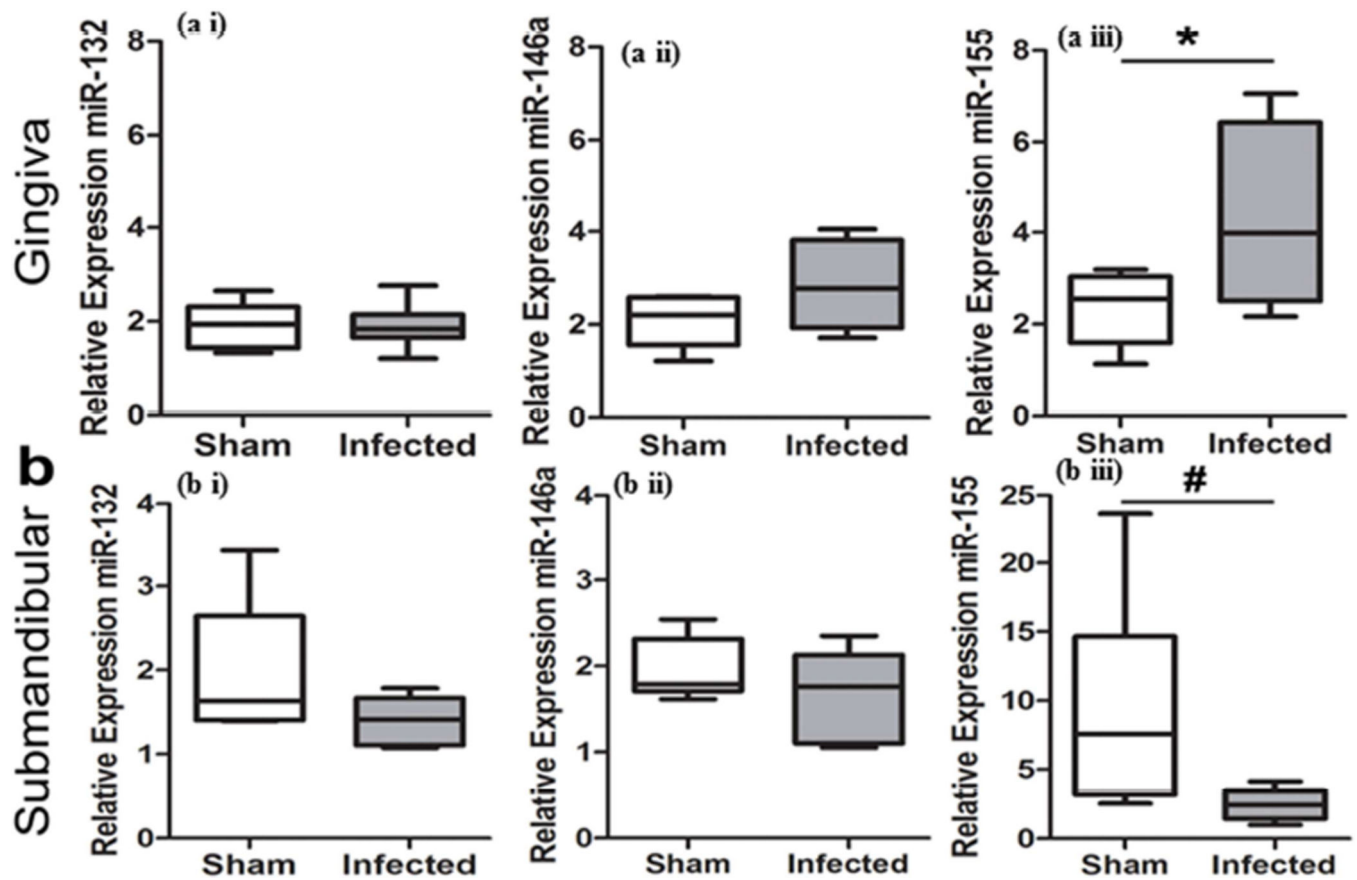 Gingiva
Relative Expression miR-132
(a i)
8
6
4
2
0
Sham Infected
Relative Expression miR-146a
(a ii)
8
6
4
2
0
Sham Infected
Relative Expression miR-155
(a iii)
*
8
6
4
2
0
Sham Infected
b
Submandibular
Relative Expression miR-132
(b i)
4
3
2
1
0
Sham Infected
Relative Expression miR-146a
(b ii)
4
3
2
1
0
Sham Infected
Relative Expression miR-155
(b iii)
#
25
20
15
10
5
0
Sham Infected